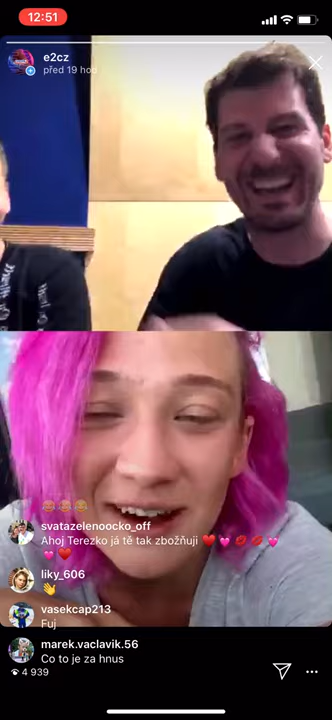 12:51
e2cz
před 19 hod
svatazelenoocko_off
Ahoj Terezko já tě tak zbožňuji ❤️💓💋💋💓
💓❤️
liky_606
👋
vasekcap213
Fuj
marek.vaclavik.56
Co to je za hnus
4 939